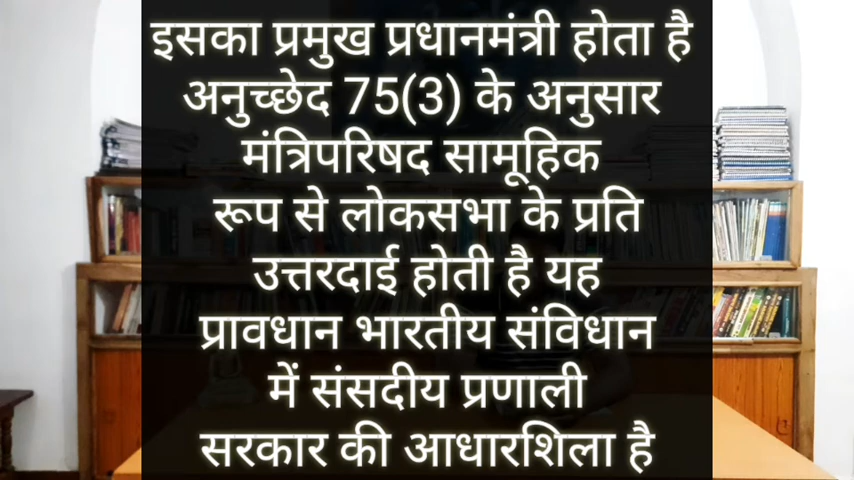 इसका प्रमुख प्रधानमंत्री होता है
अनुच्छेद 75(3) के अनुसार
मंत्रिपरिषद सामूहिक
रूप से लोकसभा के प्रति
उत्तरदाई होती है यह
प्रावधान भारतीय संविधान
में संसदीय प्रणाली
सरकार की आधारशिला है